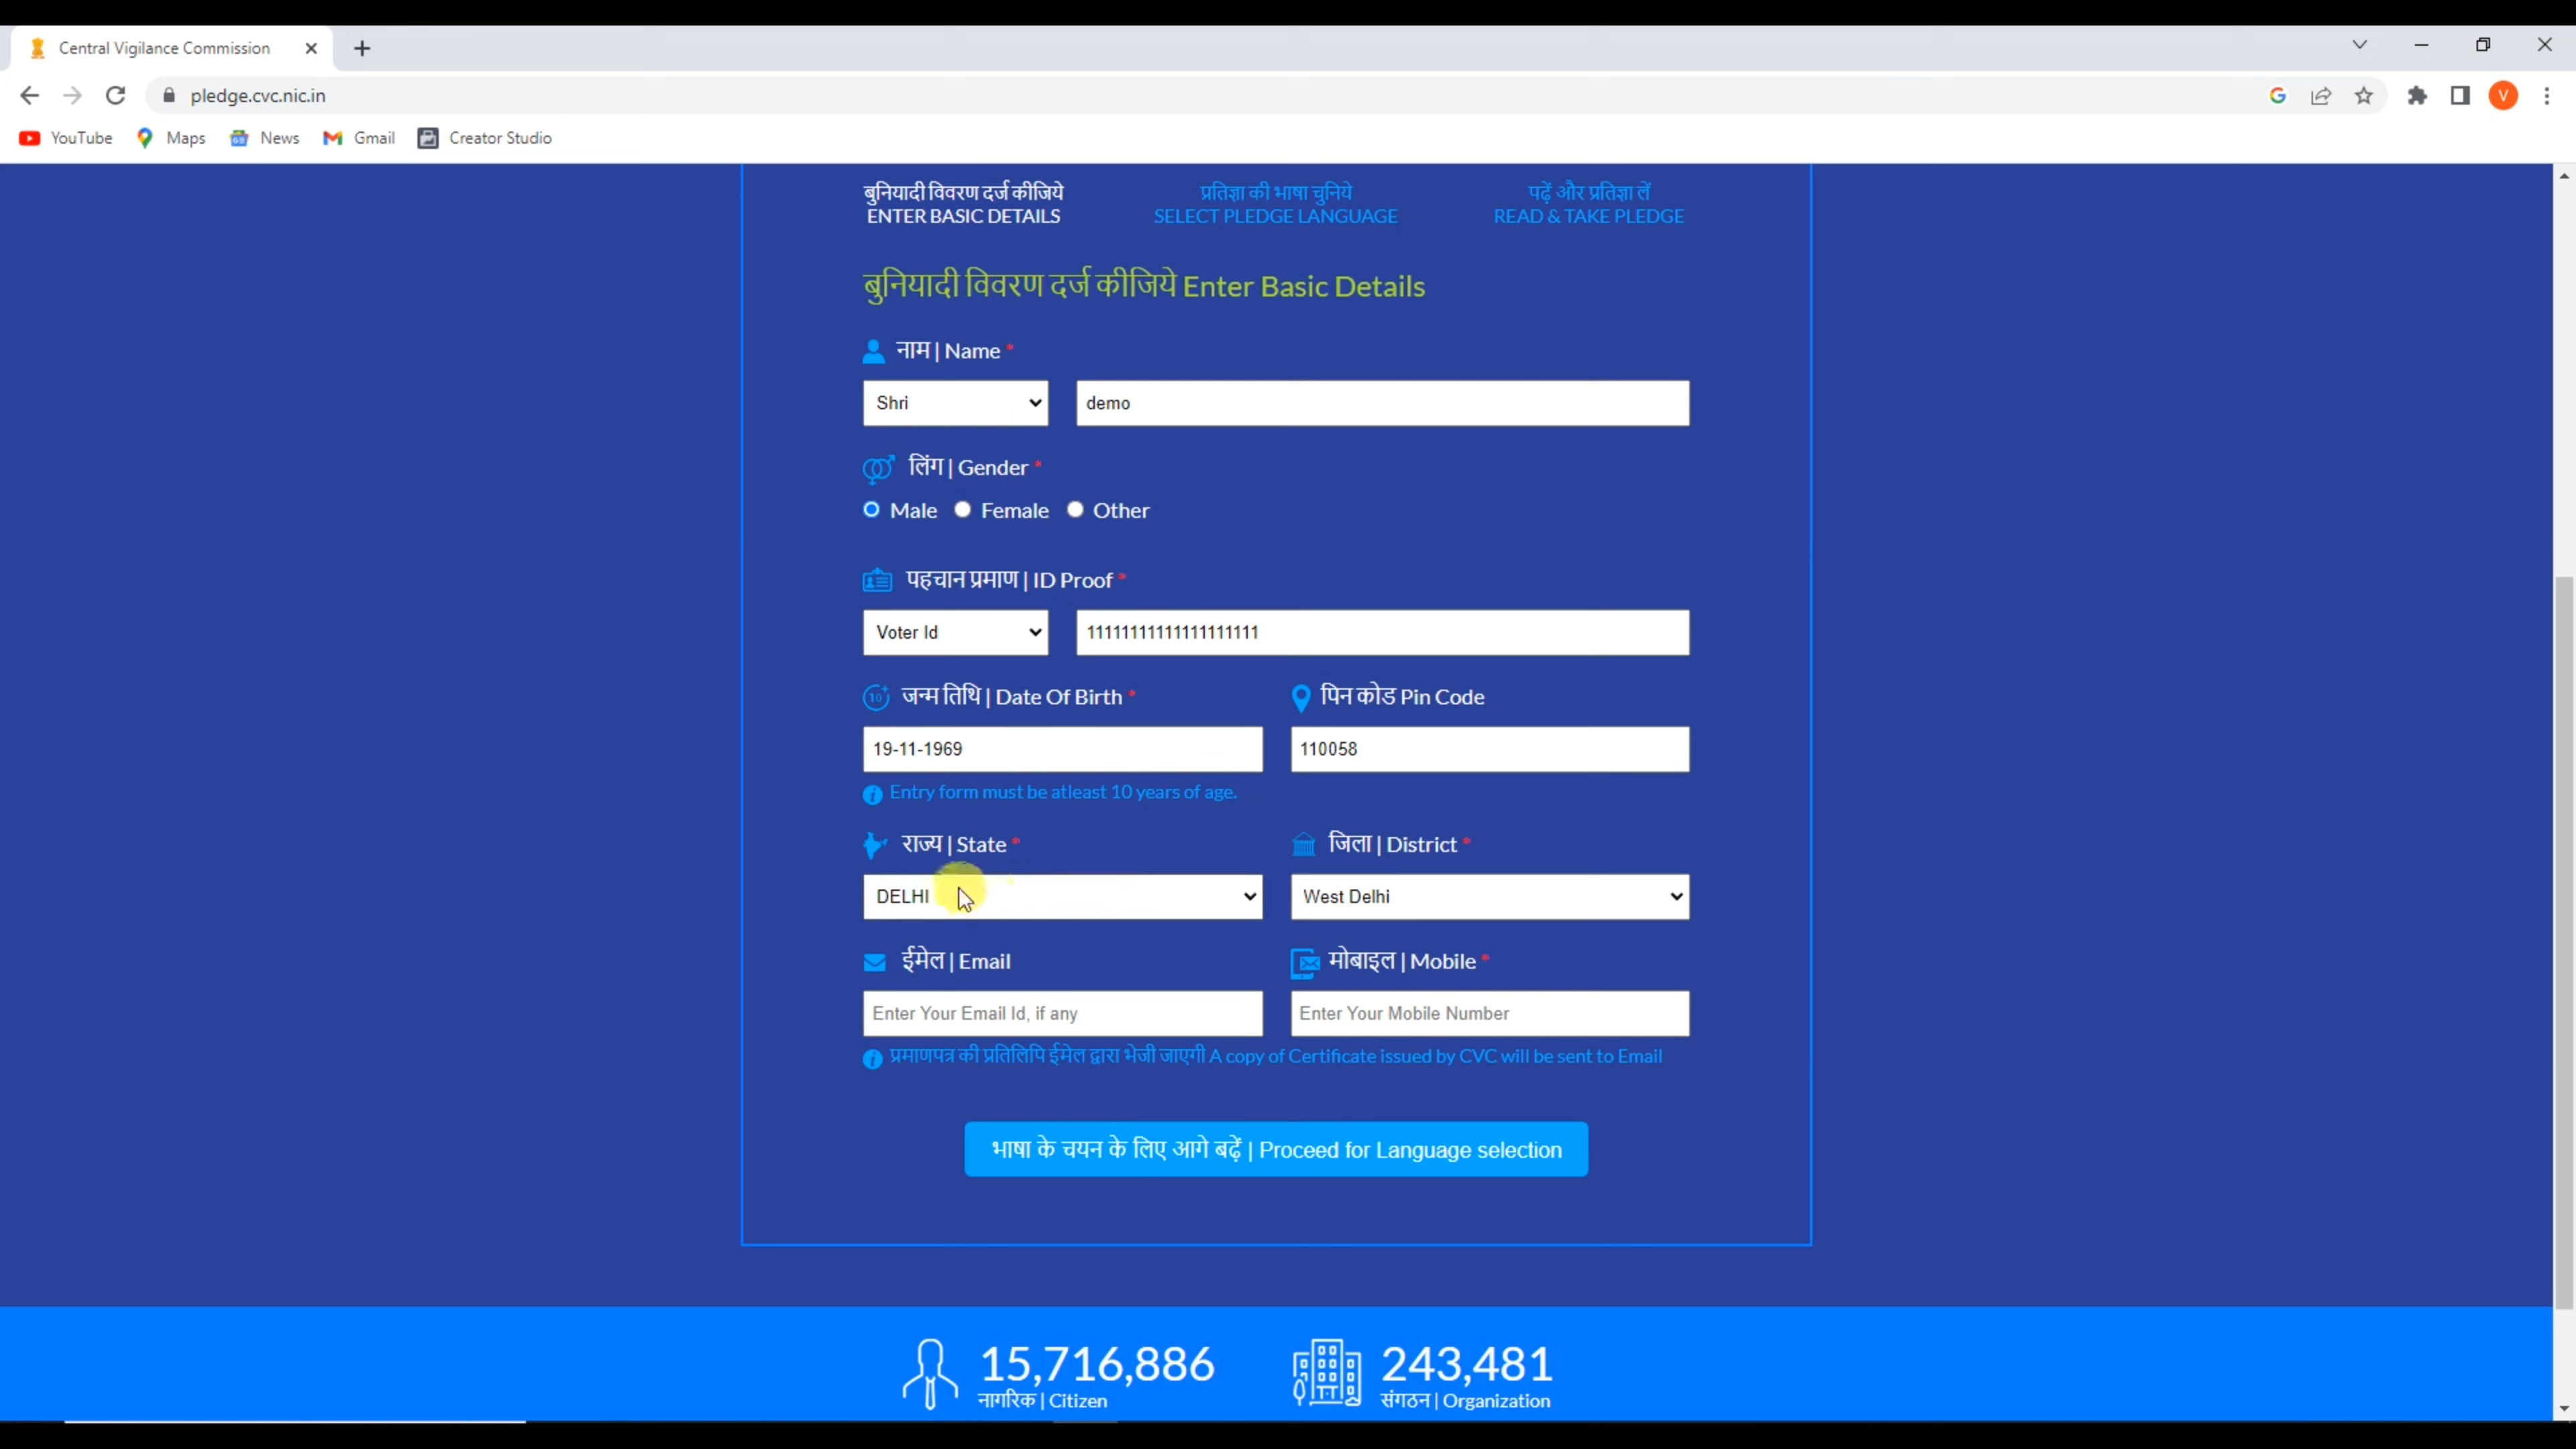 Central Vigilance Commission
pledge.cvc.nic.in
V
YouTube Maps News Gmail Creator Studio
बुनियादी विवरण दर्ज कीजिये प्रतिज्ञा की भाषा चुनिये पढ़ें और प्रतिज्ञा लें
ENTER BASIC DETAILS SELECT PLEDGE LANGUAGE READ & TAKE PLEDGE
बुनियादी विवरण दर्ज कीजिये Enter Basic Details
नाम | Name *
Shri demo
लिंग | Gender *
Male Female Other
पहचान प्रमाण | ID Proof *
Voter Id 11111111111111111111
जन्म तिथि | Date Of Birth * पिन कोड Pin Code
19-11-1969 110058
Entry form must be atleast 10 years of age.
राज्य | State * जिला | District *
DELHI West Delhi
ईमेल | Email मोबाइल | Mobile *
Enter Your Email Id, if any Enter Your Mobile Number
प्रमाणपत्र की प्रतिलिपि ईमेल द्वारा भेजी जाएगी A copy of Certificate issued by CVC will be sent to Email
भाषा के चयन के लिए आगे बढ़ें | Proceed for Language selection
15,716,886 243,481
नागरिक | Citizen संगठन | Organization